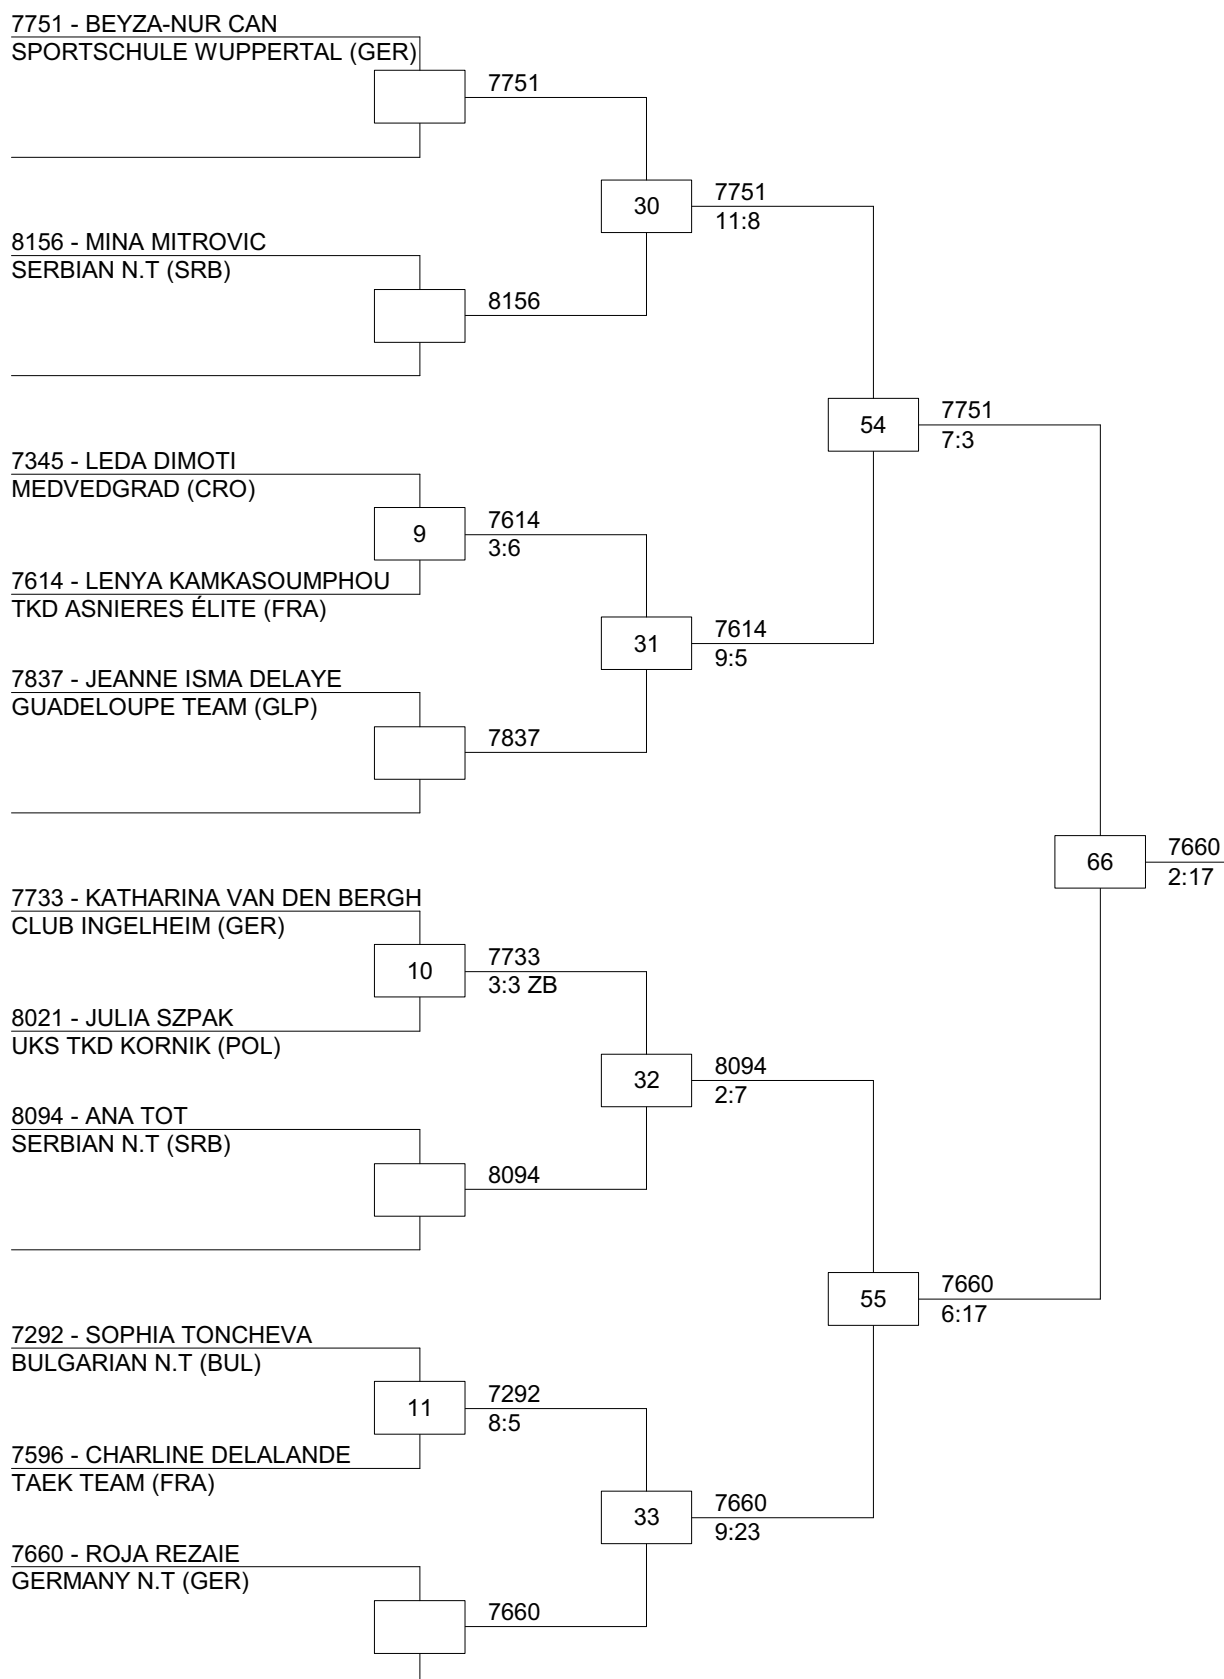 7751 - BEYZA-NUR CAN
SPORTSCHULE WUPPERTAL (GER)
7751
30
7751
11:8
8156 - MINA MITROVIC
SERBIAN N.T (SRB)
8156
54
7751
7:3
7345 - LEDA DIMOTI
MEDVEDGRAD (CRO)
9
7614
3:6
7614 - LENYA KAMKASOUMPHOU
TKD ASNIERES ÉLITE (FRA)
31
7614
9:5
7837 - JEANNE ISMA DELAYE
GUADELOUPE TEAM (GLP)
7837
66
7660
2:17
7733 - KATHARINA VAN DEN BERGH
CLUB INGELHEIM (GER)
10
7733
3:3 ZB
8021 - JULIA SZPAK
UKS TKD KORNIK (POL)
32
8094
2:7
8094 - ANA TOT
SERBIAN N.T (SRB)
8094
55
7660
6:17
7292 - SOPHIA TONCHEVA
BULGARIAN N.T (BUL)
11
7292
8:5
7596 - CHARLINE DELALANDE
TAEK TEAM (FRA)
33
7660
9:23
7660 - ROJA REZAIE
GERMANY N.T (GER)
7660